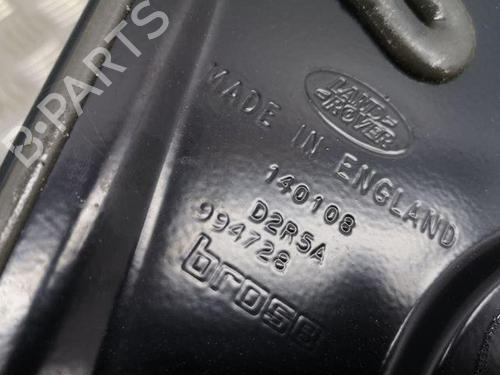 B-PARTS
LAND-
ROVER
MADE IN ENGLAND
140108
D2R5A
994728
brose